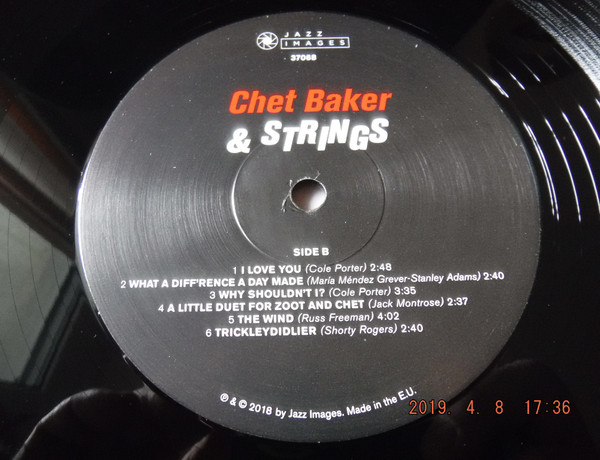 JAZZ
IMAGES
37068
Chet Baker
& STRINGS
SIDE B
1 I LOVE YOU (Cole Porter) 2:48
2 WHAT A DIFF'RENCE A DAY MADE (María Méndez Grever-Stanley Adams) 2:40
3 WHY SHOULDN'T I? (Cole Porter) 3:35
4 A LITTLE DUET FOR ZOOT AND CHET (Jack Montrose) 2:37
5 THE WIND (Russ Freeman) 4:02
6 TRICKLEYDIDLIER (Shorty Rogers) 2:40
℗ & © 2018 by Jazz Images. Made in the E.U.
2019. 4. 8 17:36